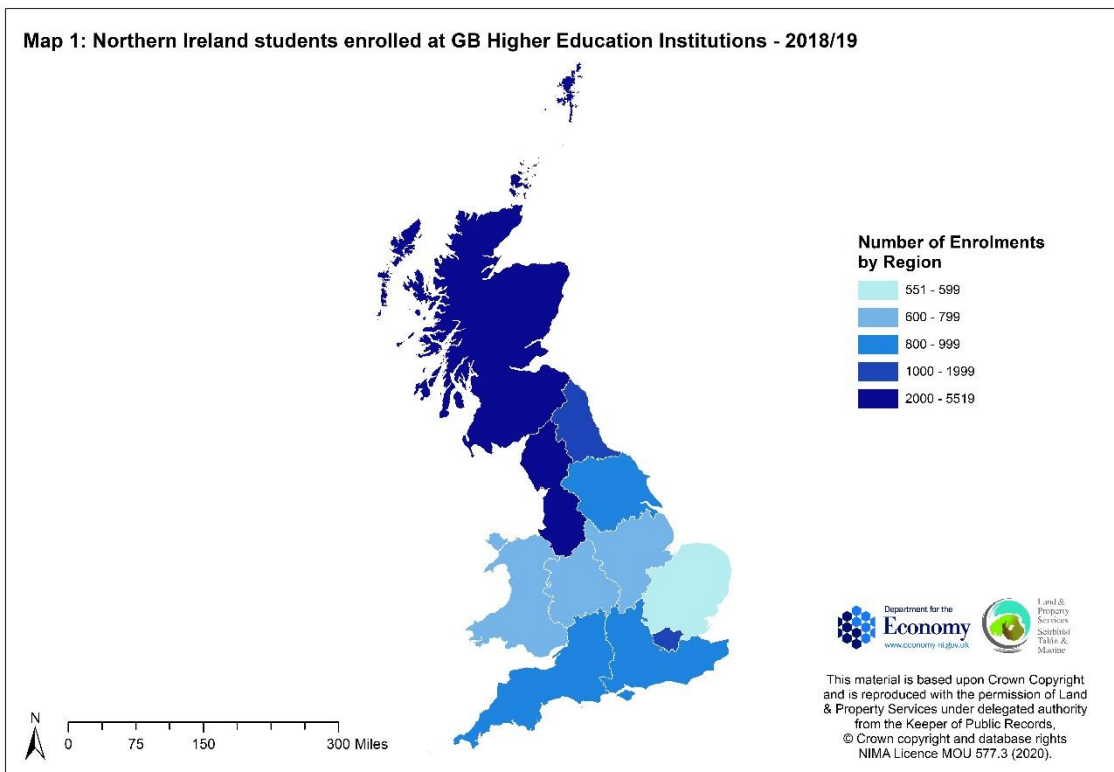 Map 1: Northern Ireland students enrolled at GB Higher Education Institutions - 2018/19
Number of Enrolments
by Region
551 - 599
600 - 799
800 - 999
1000 - 1999
2000 - 5519
Department for the
Economy
www.economy-ni.gov.uk
Land &
Property
Services
Seirbhísí
Talún &
Maoine
This material is based upon Crown Copyright
and is reproduced with the permission of Land
& Property Services under delegated authority
from the Keeper of Public Records,
© Crown copyright and database rights
NIMA Licence MOU 577.3 (2020).
N
0 75 150 300 Miles